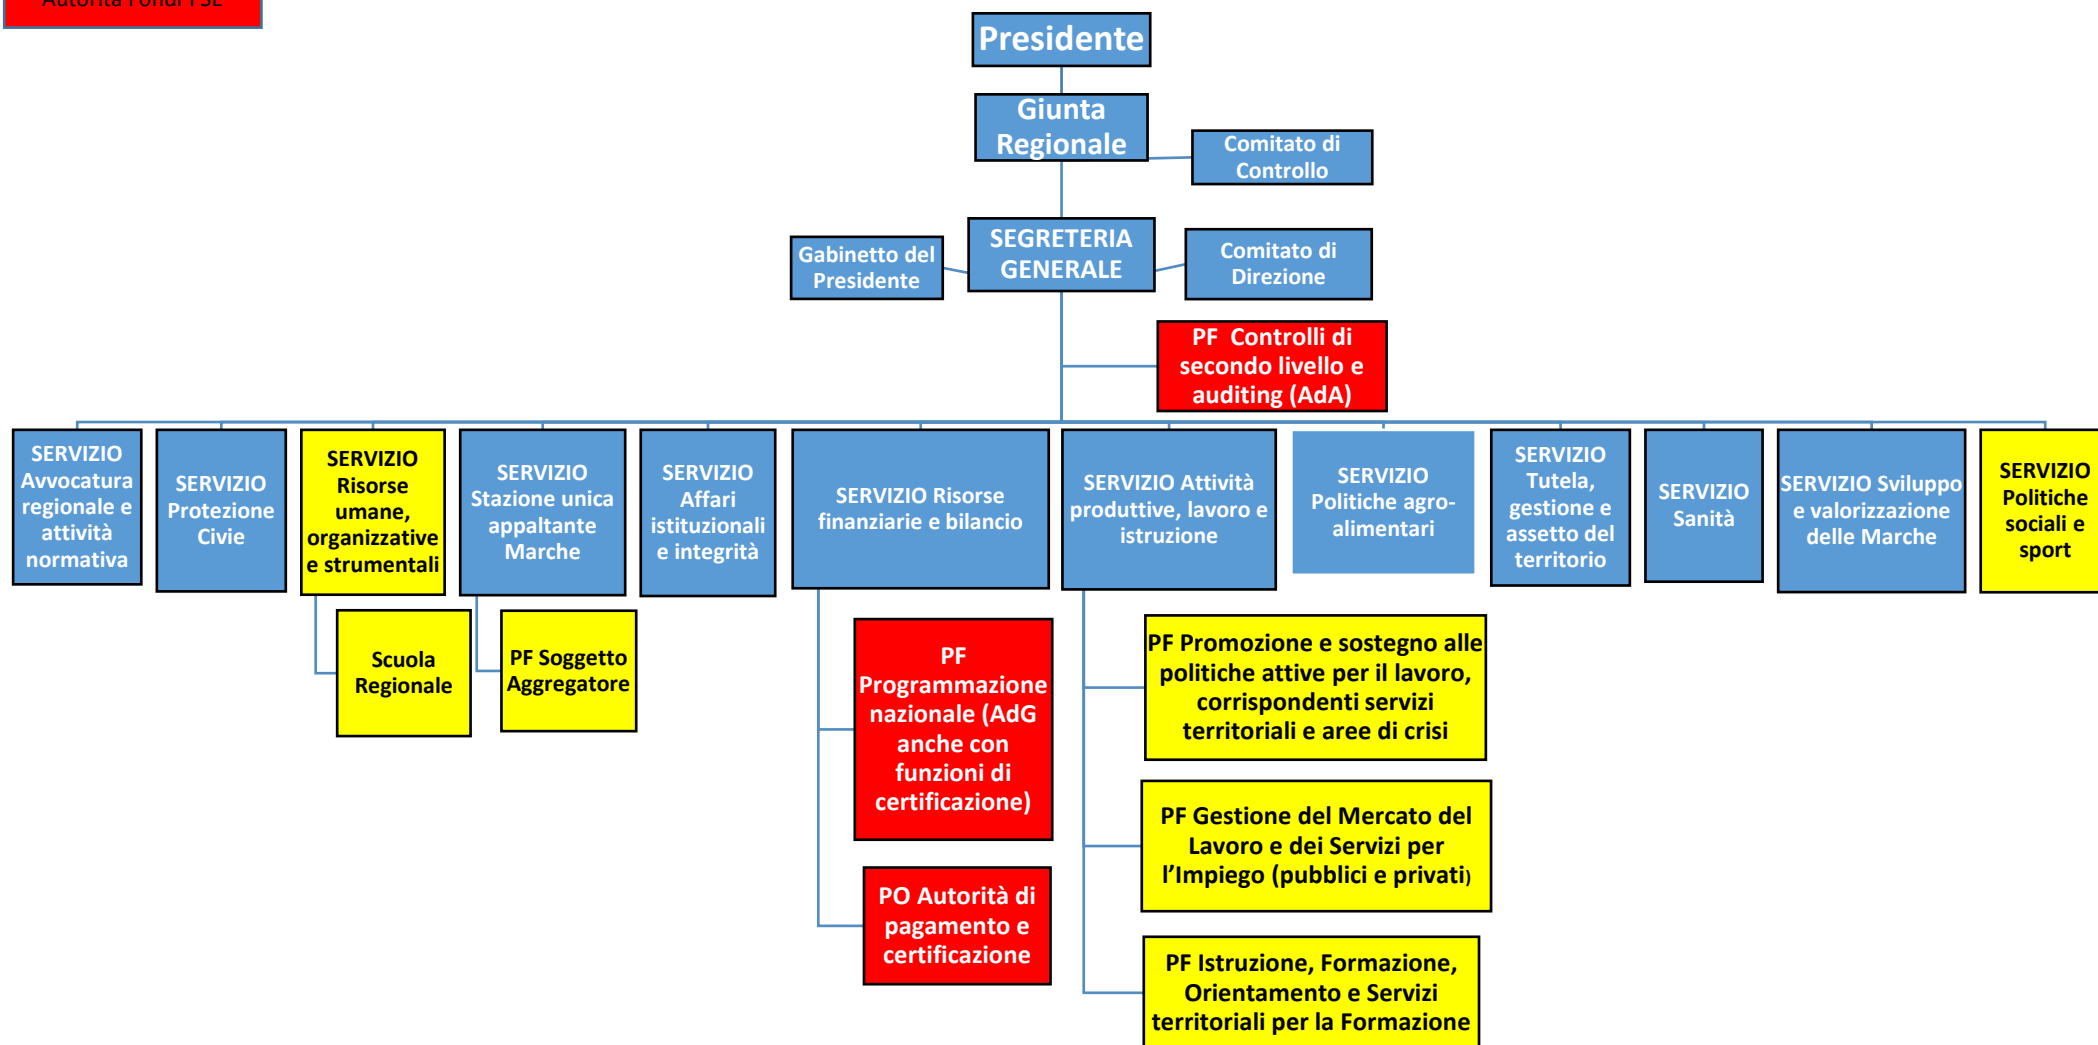 Autorità Fondi FSE
Presidente
Giunta
Regionale
Comitato di
Controllo
SEGRETERIA
GENERALE
Gabinetto del
Presidente
Comitato di
Direzione
PF Controlli di
secondo livello e
auditing (AdA)
SERVIZIO
Avvocatura
regionale e
attività
normativa
SERVIZIO
Protezione
Civie
SERVIZIO
Risorse
umane,
organizzative
e strumentali
SERVIZIO
Stazione unica
appaltante
Marche
SERVIZIO
Affari
istituzionali
e integrità
SERVIZIO Risorse
finanziarie e bilancio
SERVIZIO Attività
produttive, lavoro e
istruzione
SERVIZIO
Politiche agro-
alimentari
SERVIZIO
Tutela,
gestione e
assetto del
territorio
SERVIZIO
Sanità
SERVIZIO Sviluppo
e valorizzazione
delle Marche
SERVIZIO
Politiche
sociali e
sport
Scuola
Regionale
PF Soggetto
Aggregatore
PF
Programmazione
nazionale (AdG
anche con
funzioni di
certificazione)
PO Autorità di
pagamento e
certificazione
PF Promozione e sostegno alle
politiche attive per il lavoro,
corrispondenti servizi
territoriali e aree di crisi
PF Gestione del Mercato del
Lavoro e dei Servizi per
l'Impiego (pubblici e privati)
PF Istruzione, Formazione,
Orientamento e Servizi
territoriali per la Formazione